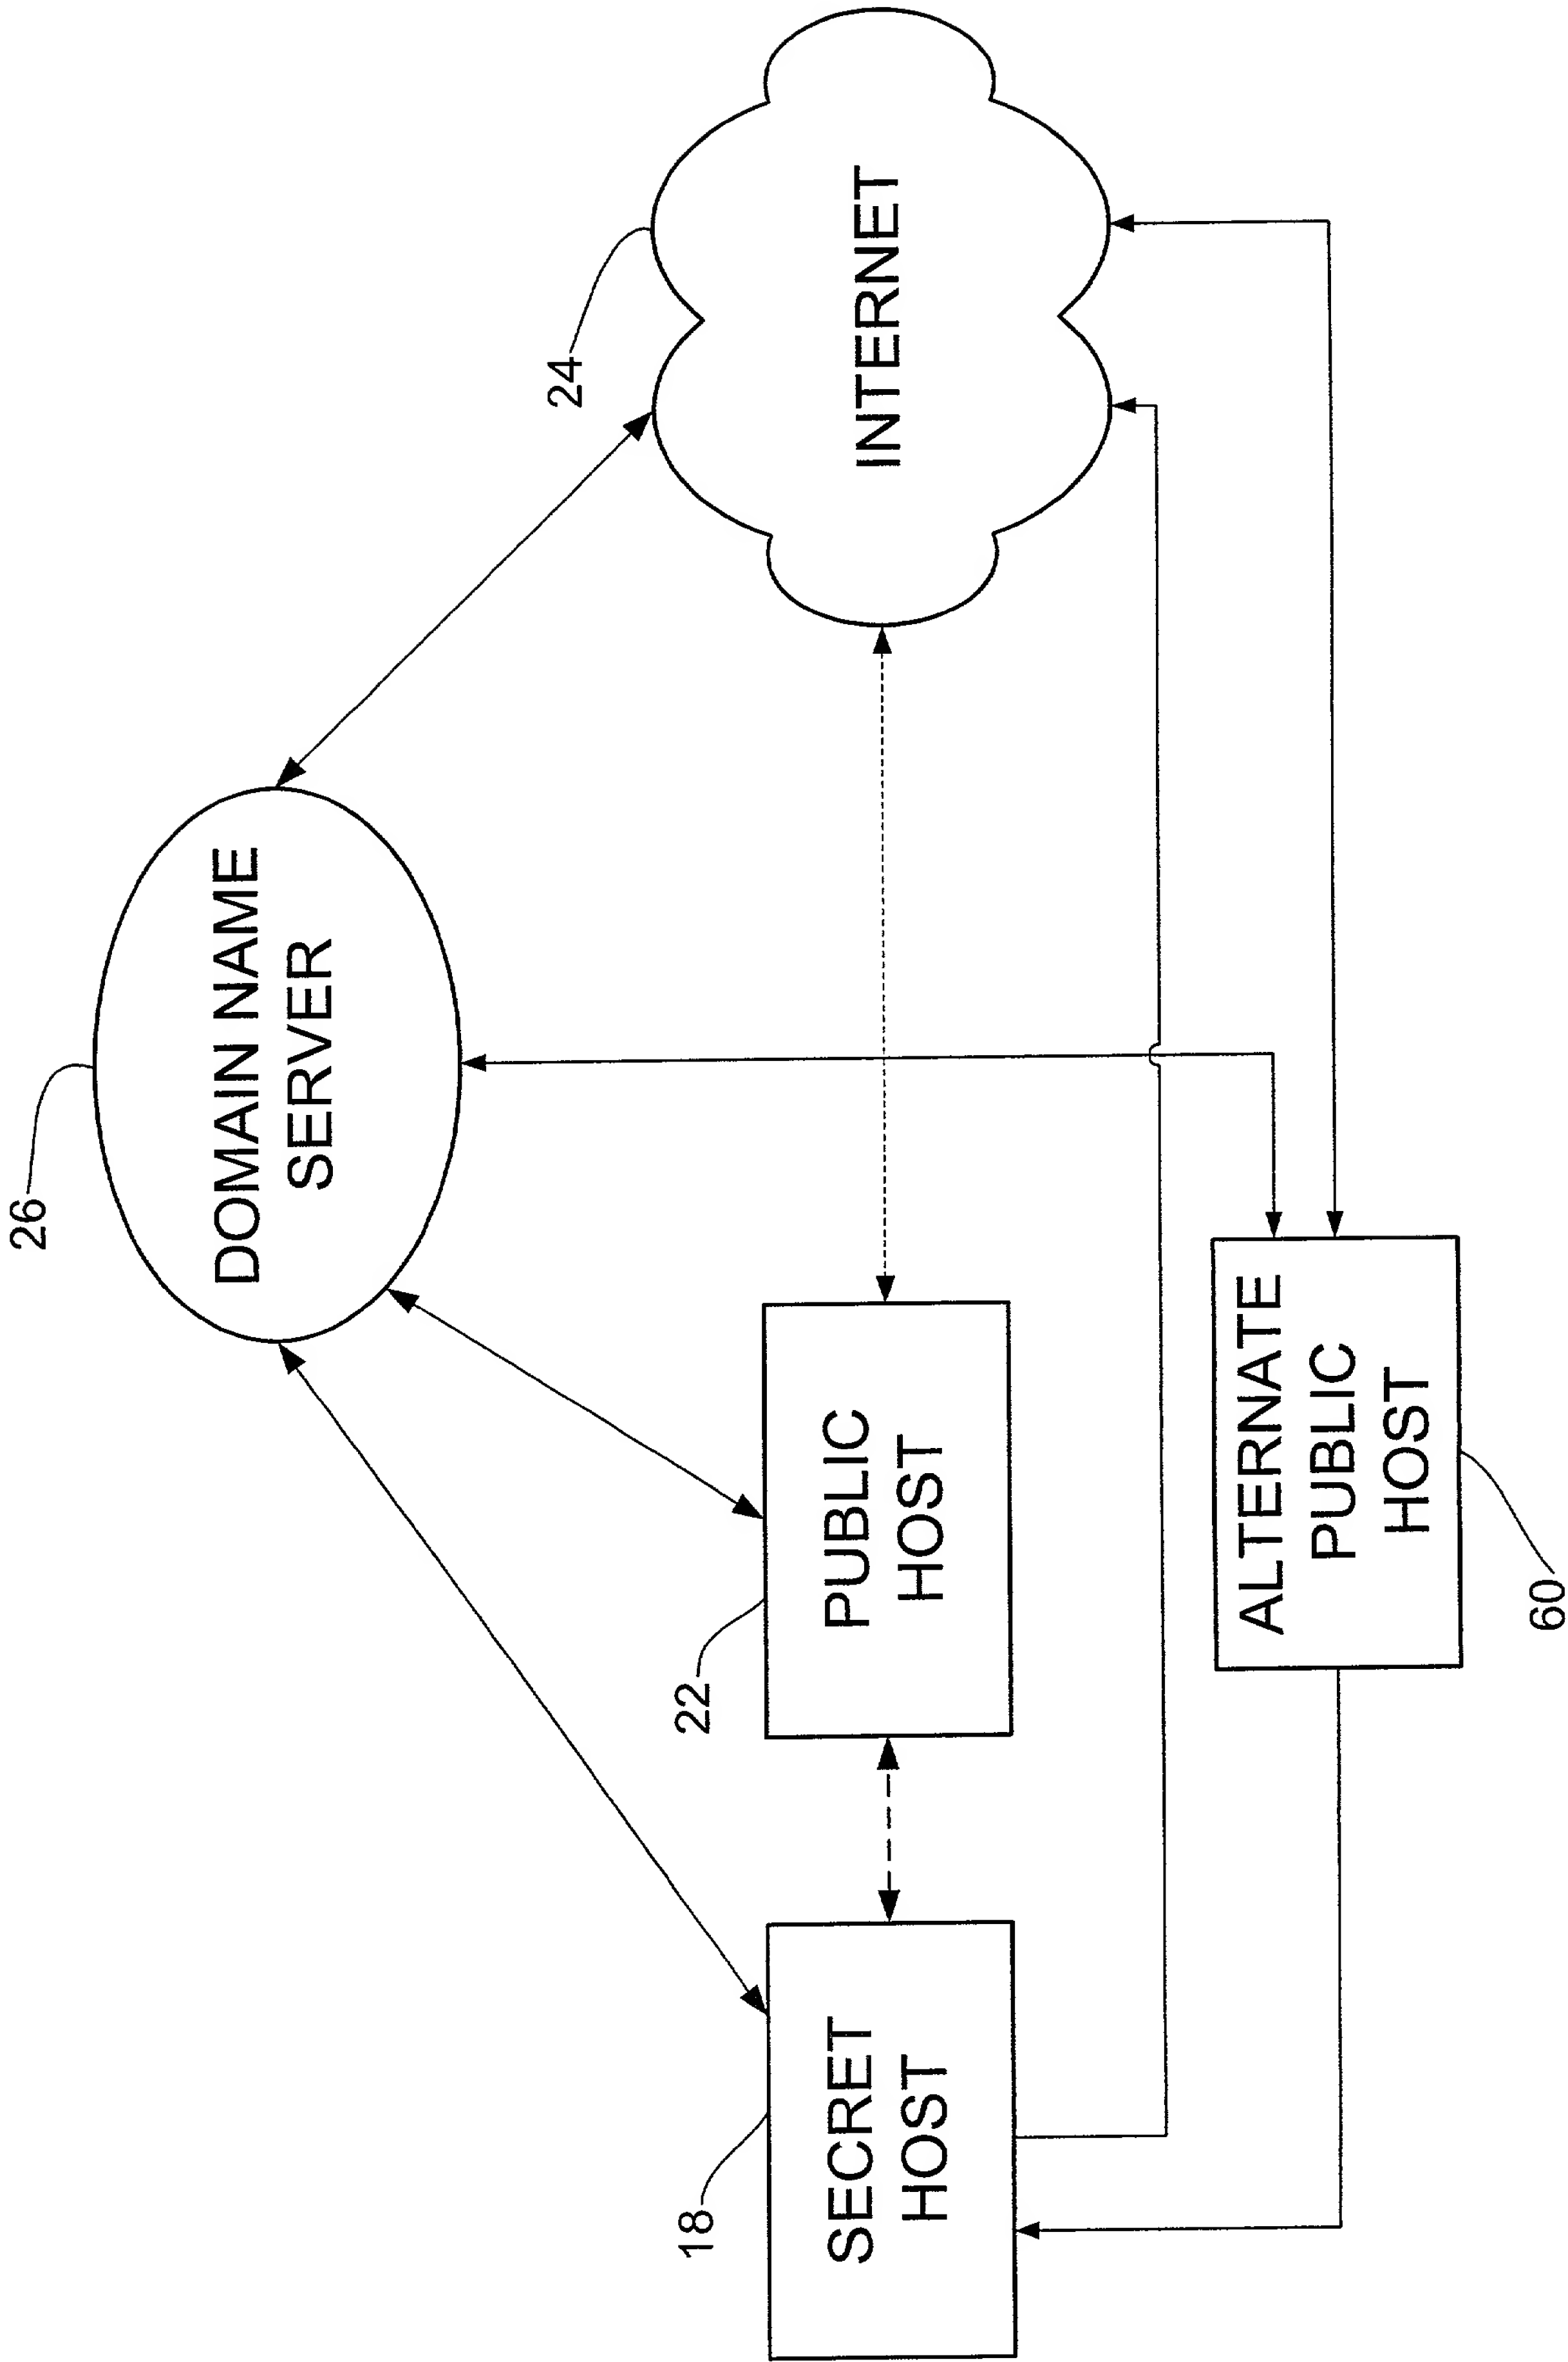 26
DOMAIN NAME
SERVER
24
INTERNET
22
PUBLIC
HOST
18
SECRET
HOST
ALTERNATE
PUBLIC
HOST
60